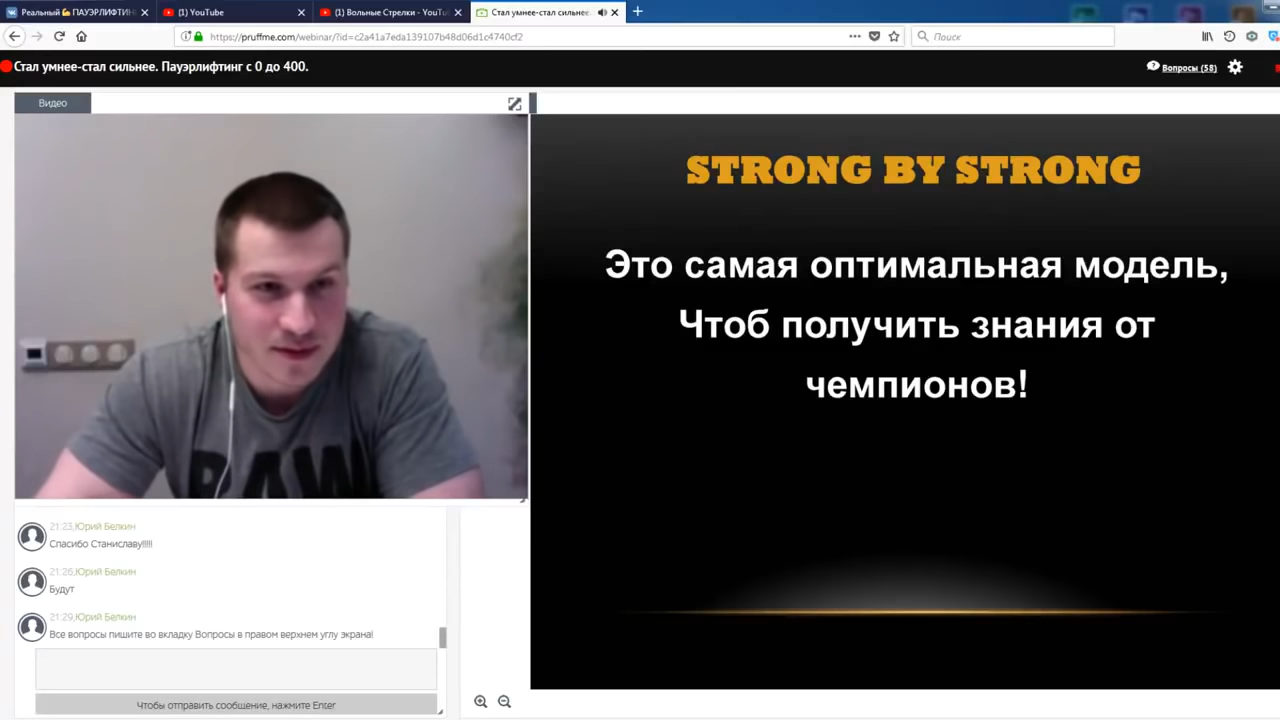 Реальный 💪 ПАУЭРЛИФТИНГ
(1) YouTube
(1) Вольные Стрелки - YouTu
Стал умнее-стал сильнее.
https://pruffme.com/webinar/?id=c2a41a7eda139107b48d06d1c4740cf2
Поиск
Стал умнее-стал сильнее. Пауэрлифтинг с 0 до 400.
Вопросы (58)
Видео
STRONG BY STRONG
Это самая оптимальная модель,
Чтоб получить знания от
чемпионов!
RAW
21:23,Юрий Белкин
Спасибо Станиславу!!!!!
21:26,Юрий Белкин
Будут
21:29,Юрий Белкин
Все вопросы пишите во вкладку Вопросы в правом верхнем углу экрана!
Чтобы отправить сообщение, нажмите Enter